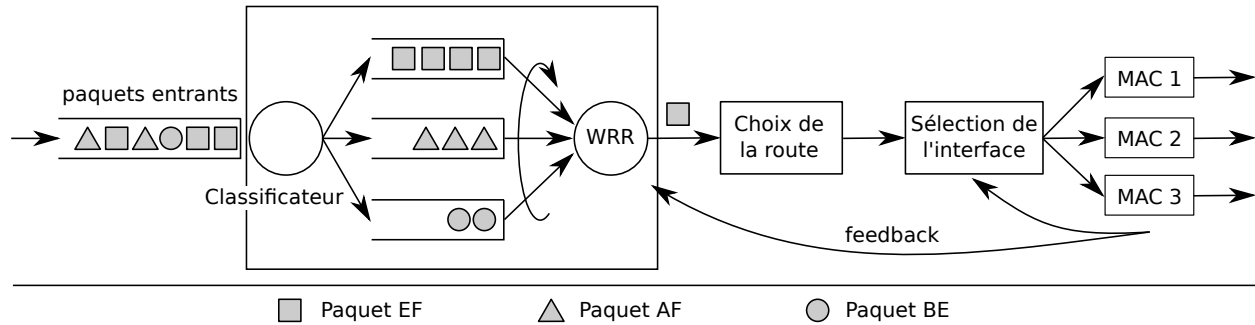 paquets entrants
Classificateur
WRR
Choix de
la route
Sélection de
l'interface
MAC 1
MAC 2
MAC 3
feedback
Paquet EF
Paquet AF
Paquet BE